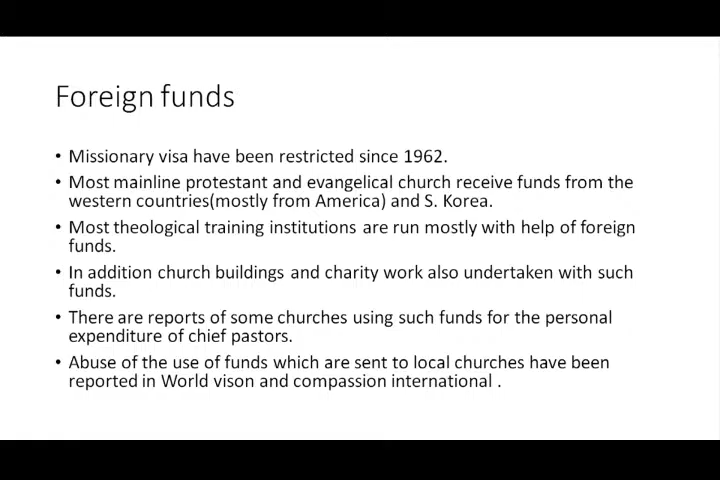 Foreign funds
• Missionary visa have been restricted since 1962.
• Most mainline protestant and evangelical church receive funds from the
western countries(mostly from America) and S. Korea.
• Most theological training institutions are run mostly with help of foreign
funds.
• In addition church buildings and charity work also undertaken with such
funds.
• There are reports of some churches using such funds for the personal
expenditure of chief pastors.
• Abuse of the use of funds which are sent to local churches have been
reported in World vison and compassion international .